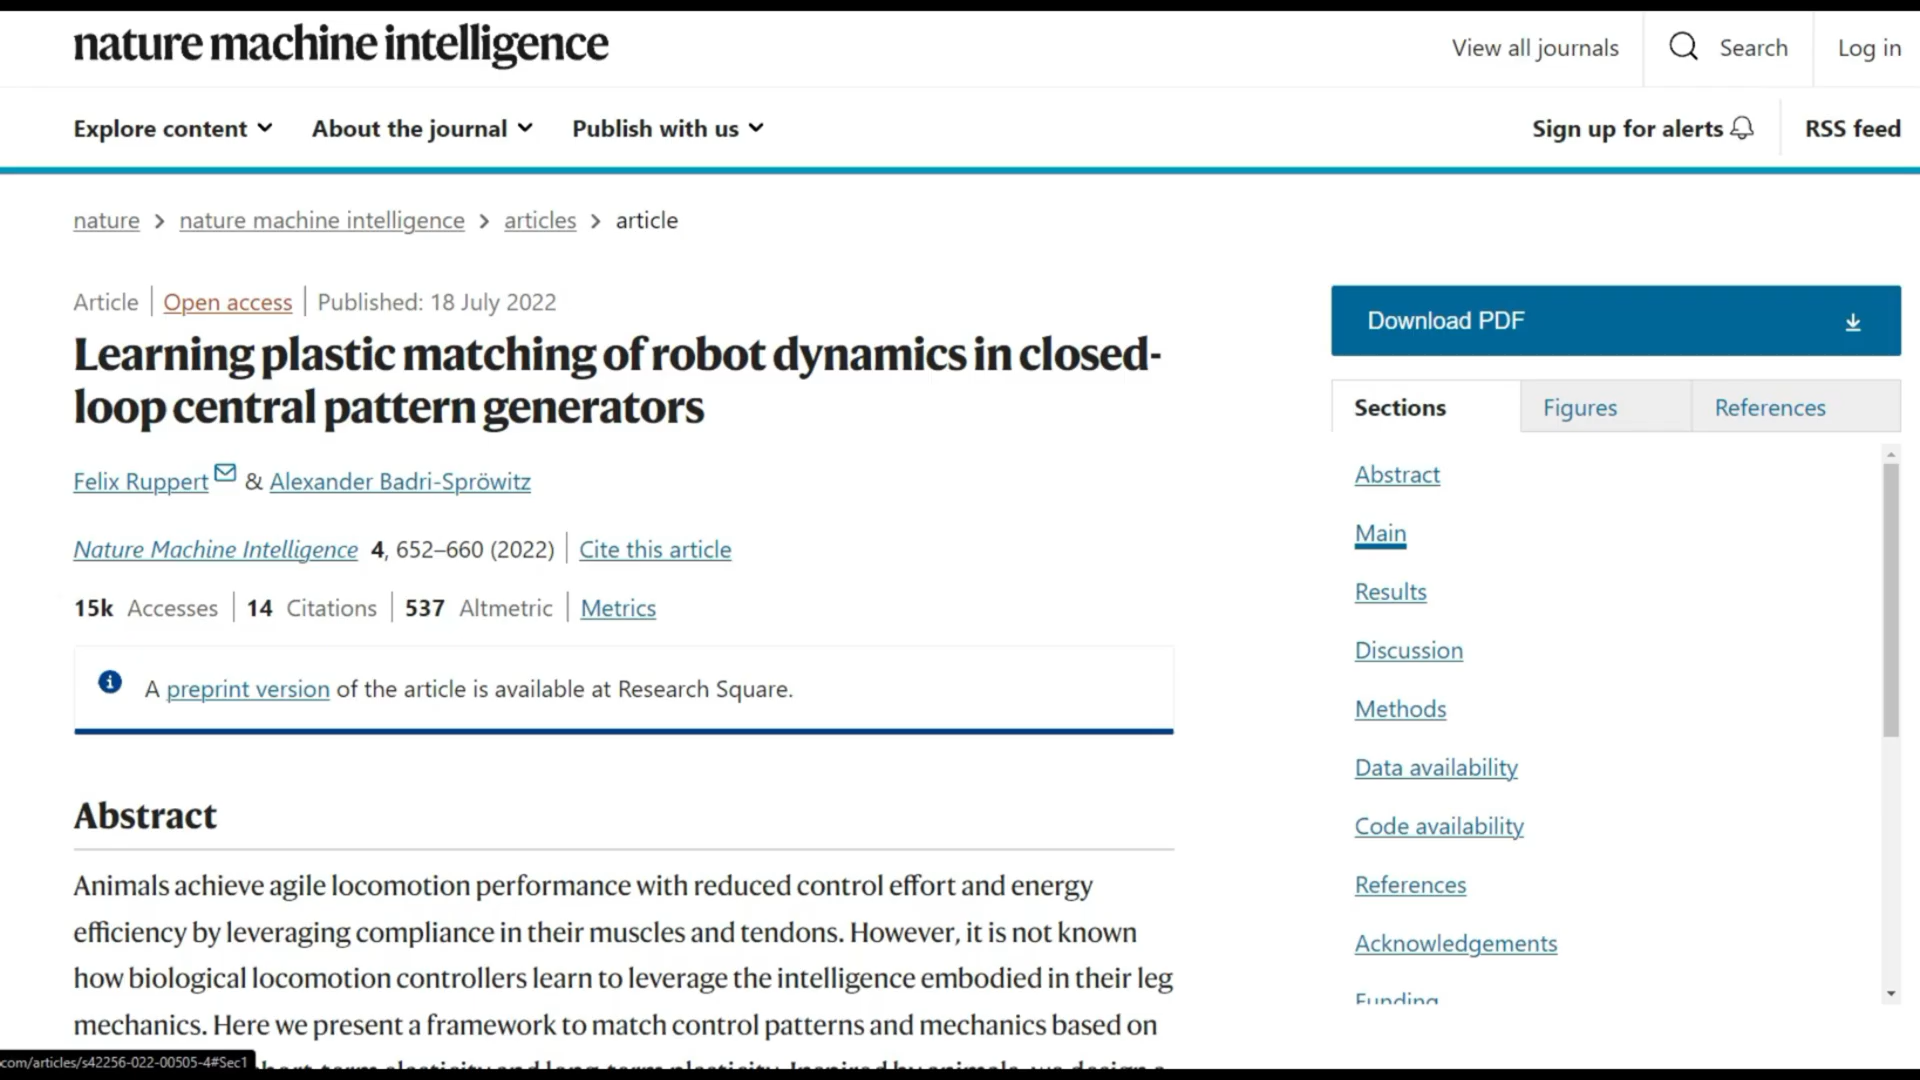 nature machine intelligence
View all journals
Search
Log in
Explore content
About the journal
Publish with us
Sign up for alerts
RSS feed
nature > nature machine intelligence > articles > article
Article | Open access | Published: 18 July 2022
Learning plastic matching of robot dynamics in closed-
loop central pattern generators
Felix Ruppert & Alexander Badri-Spröwitz
Nature Machine Intelligence 4, 652–660 (2022) | Cite this article
15k Accesses | 14 Citations | 537 Altmetric | Metrics
A preprint version of the article is available at Research Square.
Abstract
Animals achieve agile locomotion performance with reduced control effort and energy
efficiency by leveraging compliance in their muscles and tendons. However, it is not known
how biological locomotion controllers learn to leverage the intelligence embodied in their leg
mechanics. Here we present a framework to match control patterns and mechanics based on
com/articles/s42256-022-00505-4#Sec1
Download PDF
Sections
Figures
References
Abstract
Main
Results
Discussion
Methods
Data availability
Code availability
References
Acknowledgements
Funding